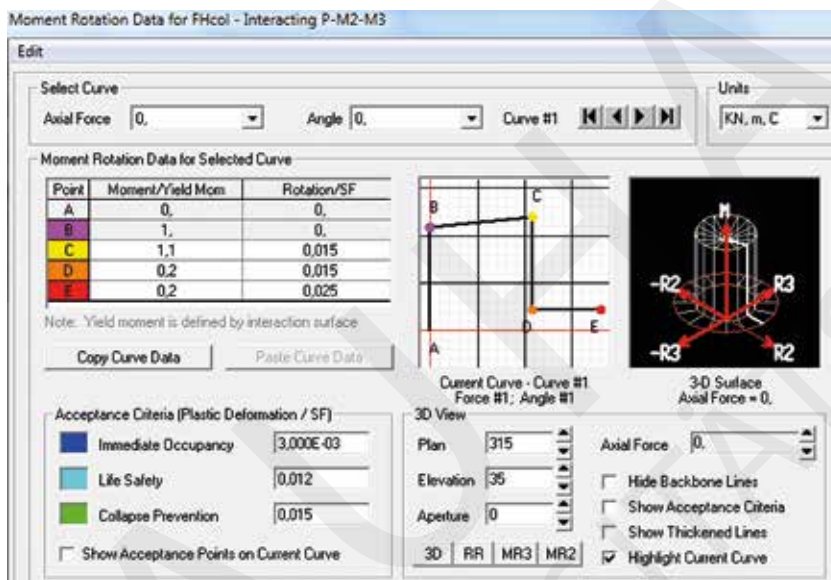 Moment Rotation Data for FHcol - Interacting P-M2-M3
Edit
Select Curve
Axial Force 0, Angle 0, Curve #1
Units
KN, m, C
Moment Rotation Data for Selected Curve
Point Moment/Yield Mom Rotation/SF
A 0, 0,
B 1, 0,
C 1,1 0,015
D 0,2 0,015
E 0,2 0,025
Note: Yield moment is defined by interaction surface
Copy Curve Data Paste Curve Data
B C
D E
A
Current Curve - Curve #1
Force #1; Angle #1
M
-R2 R3
-R3 R2
3-D Surface
Axial Force = 0,
Acceptance Criteria (Plastic Deformation / SF)
Immediate Occupancy 3,000E-03
Life Safety 0,012
Collapse Prevention 0,015
Show Acceptance Points on Current Curve
3D View
Plan 315
Elevation 35
Aperture 0
3D RR MR3 MR2
Axial Force 0,
Hide Backbone Lines
Show Acceptance Criteria
Show Thickened Lines
Highlight Current Curve